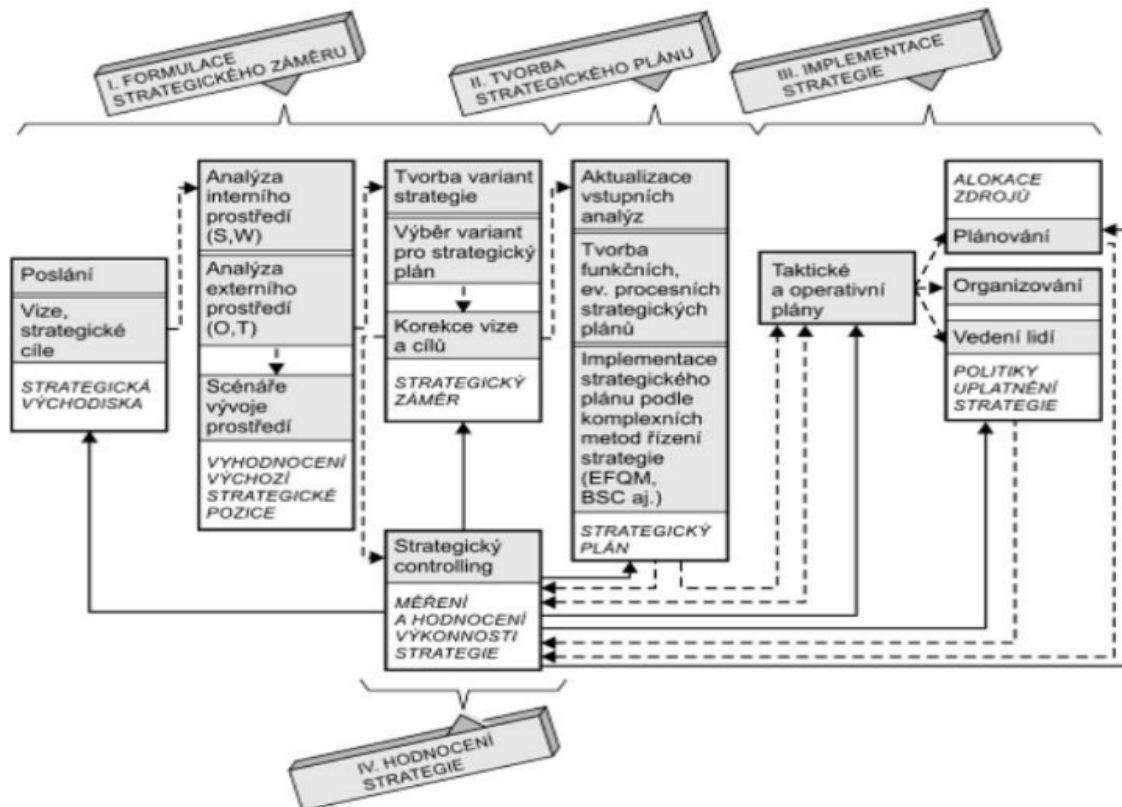 I. FORMULACE
STRATEGICKÉHO ZÁMĚRU
II. TVORBA
STRATEGICKÉHO PLÁNU
III. IMPLEMENTACE
STRATEGIE
Poslání
Vize,
strategické
cíle
STRATEGICKÁ
VÝCHODISKA
Analýza
interního
prostředí
(S,W)
Analýza
externího
prostředí
(O,T)
Scénáře
vývoje
prostředí
VYHODNOCENÍ
VÝCHOZÍ
STRATEGICKÉ
POZICE
Tvorba variant
strategie
Výběr variant
pro strategický
plán
Korekce vize
a cílů
STRATEGICKÝ
ZÁMĚR
Aktualizace
vstupních
analýz
Tvorba
funkčních,
ev. procesních
strategických
plánů
Implementace
strategického
plánu podle
komplexních
metod řízení
strategie
(EFQM,
BSC aj.)
STRATEGICKÝ
PLÁN
Taktické
a operativní
plány
ALOKACE
ZDROJŮ
Plánování
Organizování
Vedení lidí
POLITIKY
UPLATNĚNÍ
STRATEGIE
Strategický
controlling
MĚŘENÍ
A HODNOCENÍ
VÝKONNOSTI
STRATEGIE
IV. HODNOCENÍ
STRATEGIE